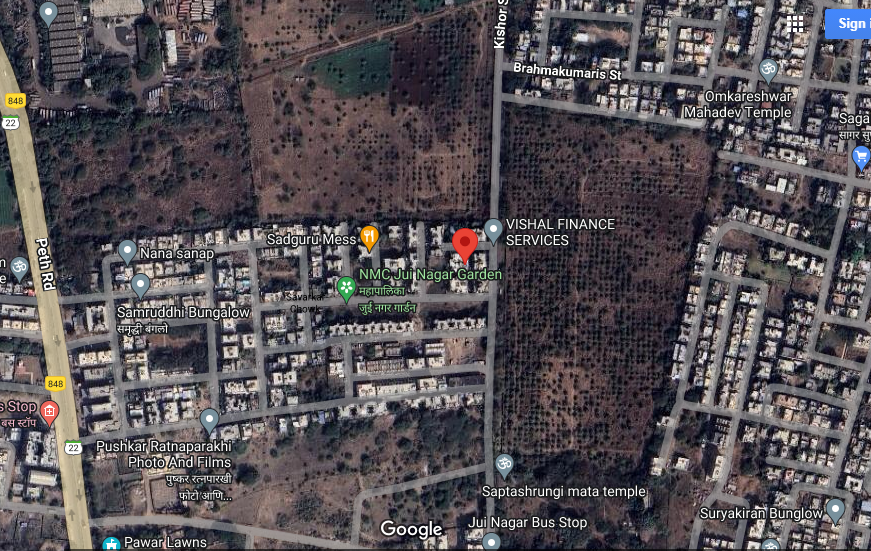 Kishor S
Sign i
Brahmakumaris St
848
22
Omkareshwar
Mahadev Temple
Saga
सागर सु
VISHAL FINANCE
SERVICES
Sadguru Mess
Peth Rd
Nana sanap
NMC Jui Nagar Garden
महापालिका
जुई नगर गार्डन
Savarkar
Chowk
Samruddhi Bungalow
समृद्धी बंगलो
848
s Stop
बस स्टॉप
22
Pushkar Ratnaparakhi
Photo And Films
पुष्कर रत्नपारखी
फोटो आणि...
Saptashrungi mata temple
Suryakiran Bunglow
Google
Jui Nagar Bus Stop
Pawar Lawns